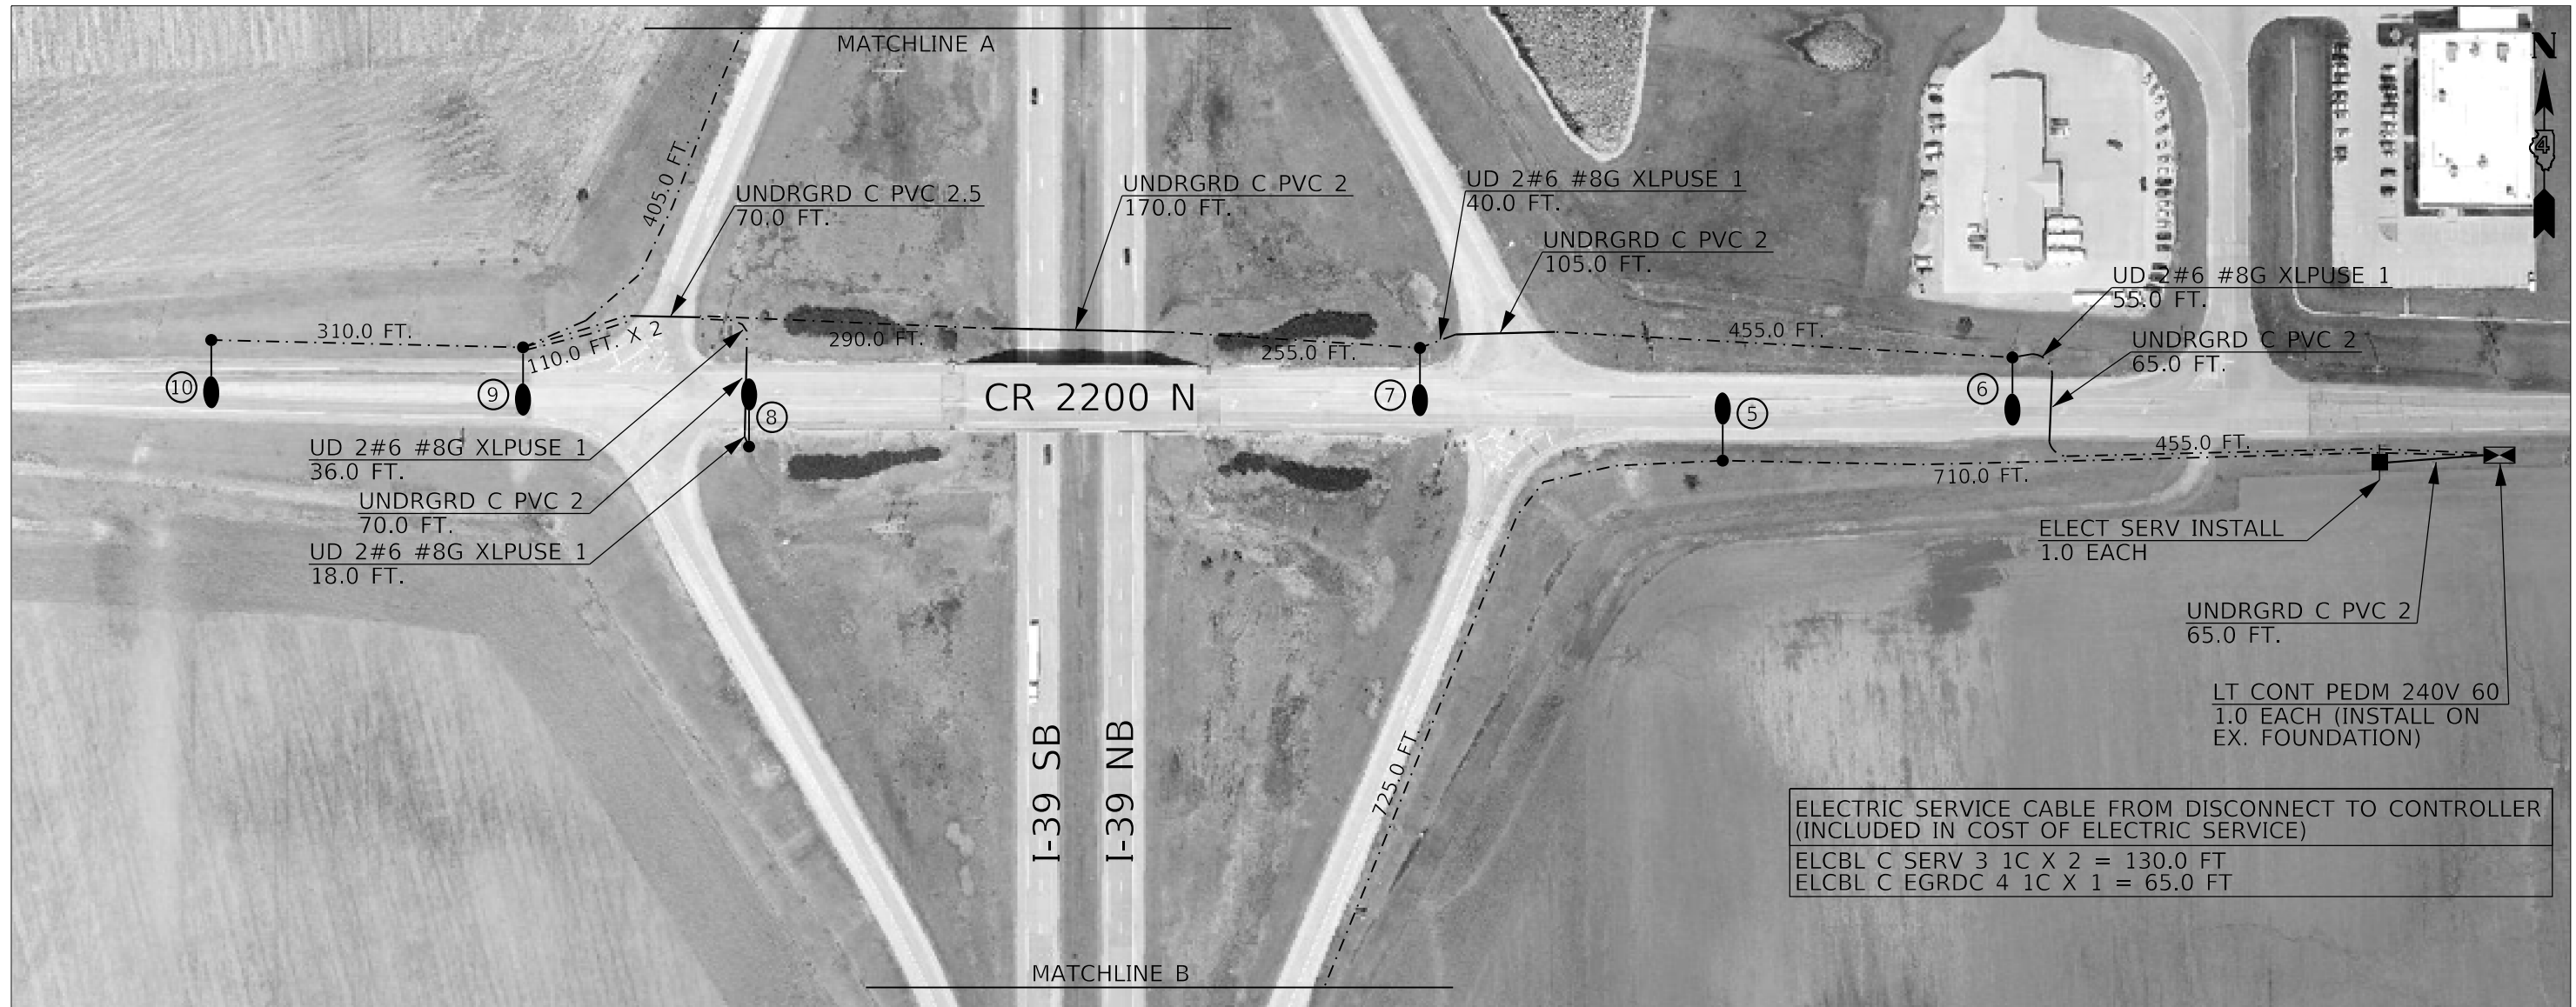 MATCHLINE A
N
4
405.0 FT.
UNDRGRD C PVC 2.5
70.0 FT.
UNDRGRD C PVC 2
170.0 FT.
UD 2#6 #8G XLPUSE 1
40.0 FT.
UNDRGRD C PVC 2
105.0 FT.
UD 2#6 #8G XLPUSE 1
55.0 FT.
UNDRGRD C PVC 2
65.0 FT.
310.0 FT.
110.0 FT. X 2
290.0 FT.
255.0 FT.
455.0 FT.
10
9
8
CR 2200 N
7
5
6
UD 2#6 #8G XLPUSE 1
36.0 FT.
UNDRGRD C PVC 2
70.0 FT.
UD 2#6 #8G XLPUSE 1
18.0 FT.
455.0 FT.
710.0 FT.
ELECT SERV INSTALL
1.0 EACH
UNDRGRD C PVC 2
65.0 FT.
LT CONT PEDM 240V 60
1.0 EACH (INSTALL ON
EX. FOUNDATION)
I-39 SB
I-39 NB
725.0 FT.
ELECTRIC SERVICE CABLE FROM DISCONNECT TO CONTROLLER
(INCLUDED IN COST OF ELECTRIC SERVICE)
ELCBL C SERV 3 1C X 2 = 130.0 FT
ELCBL C EGRDC 4 1C X 1 = 65.0 FT
MATCHLINE B